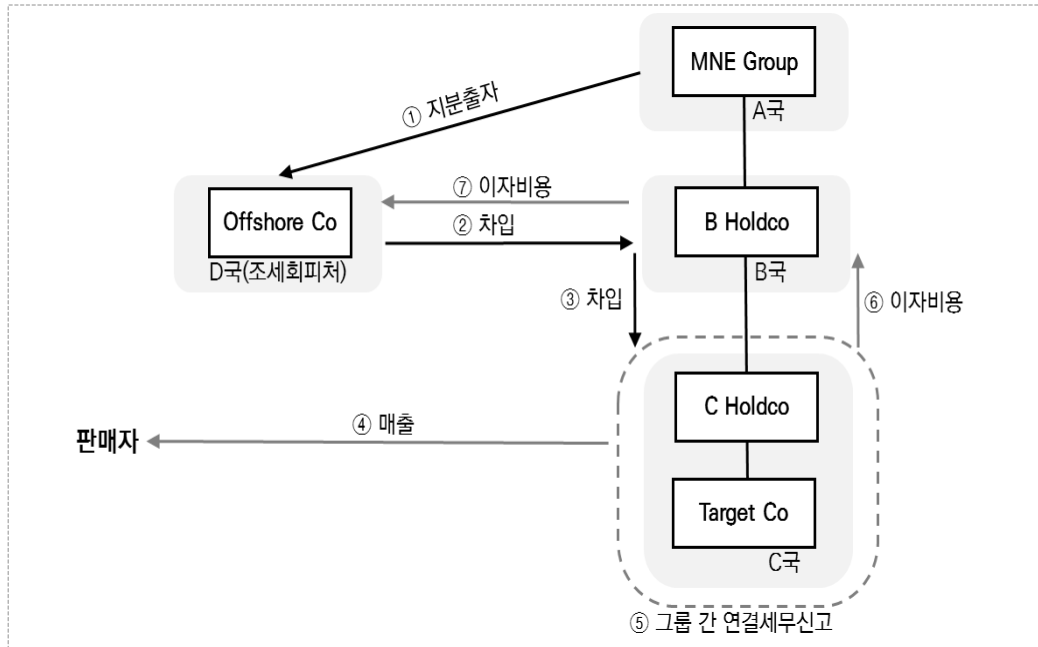 MNE Group
A국
① 지분출자
⑦ 이자비용
Offshore Co
② 차입
B Holdco
D국(조세회피처)
B국
③ 차입
⑥ 이자비용
C Holdco
④ 매출
판매자
Target Co
C국
⑤ 그룹 간 연결세무신고